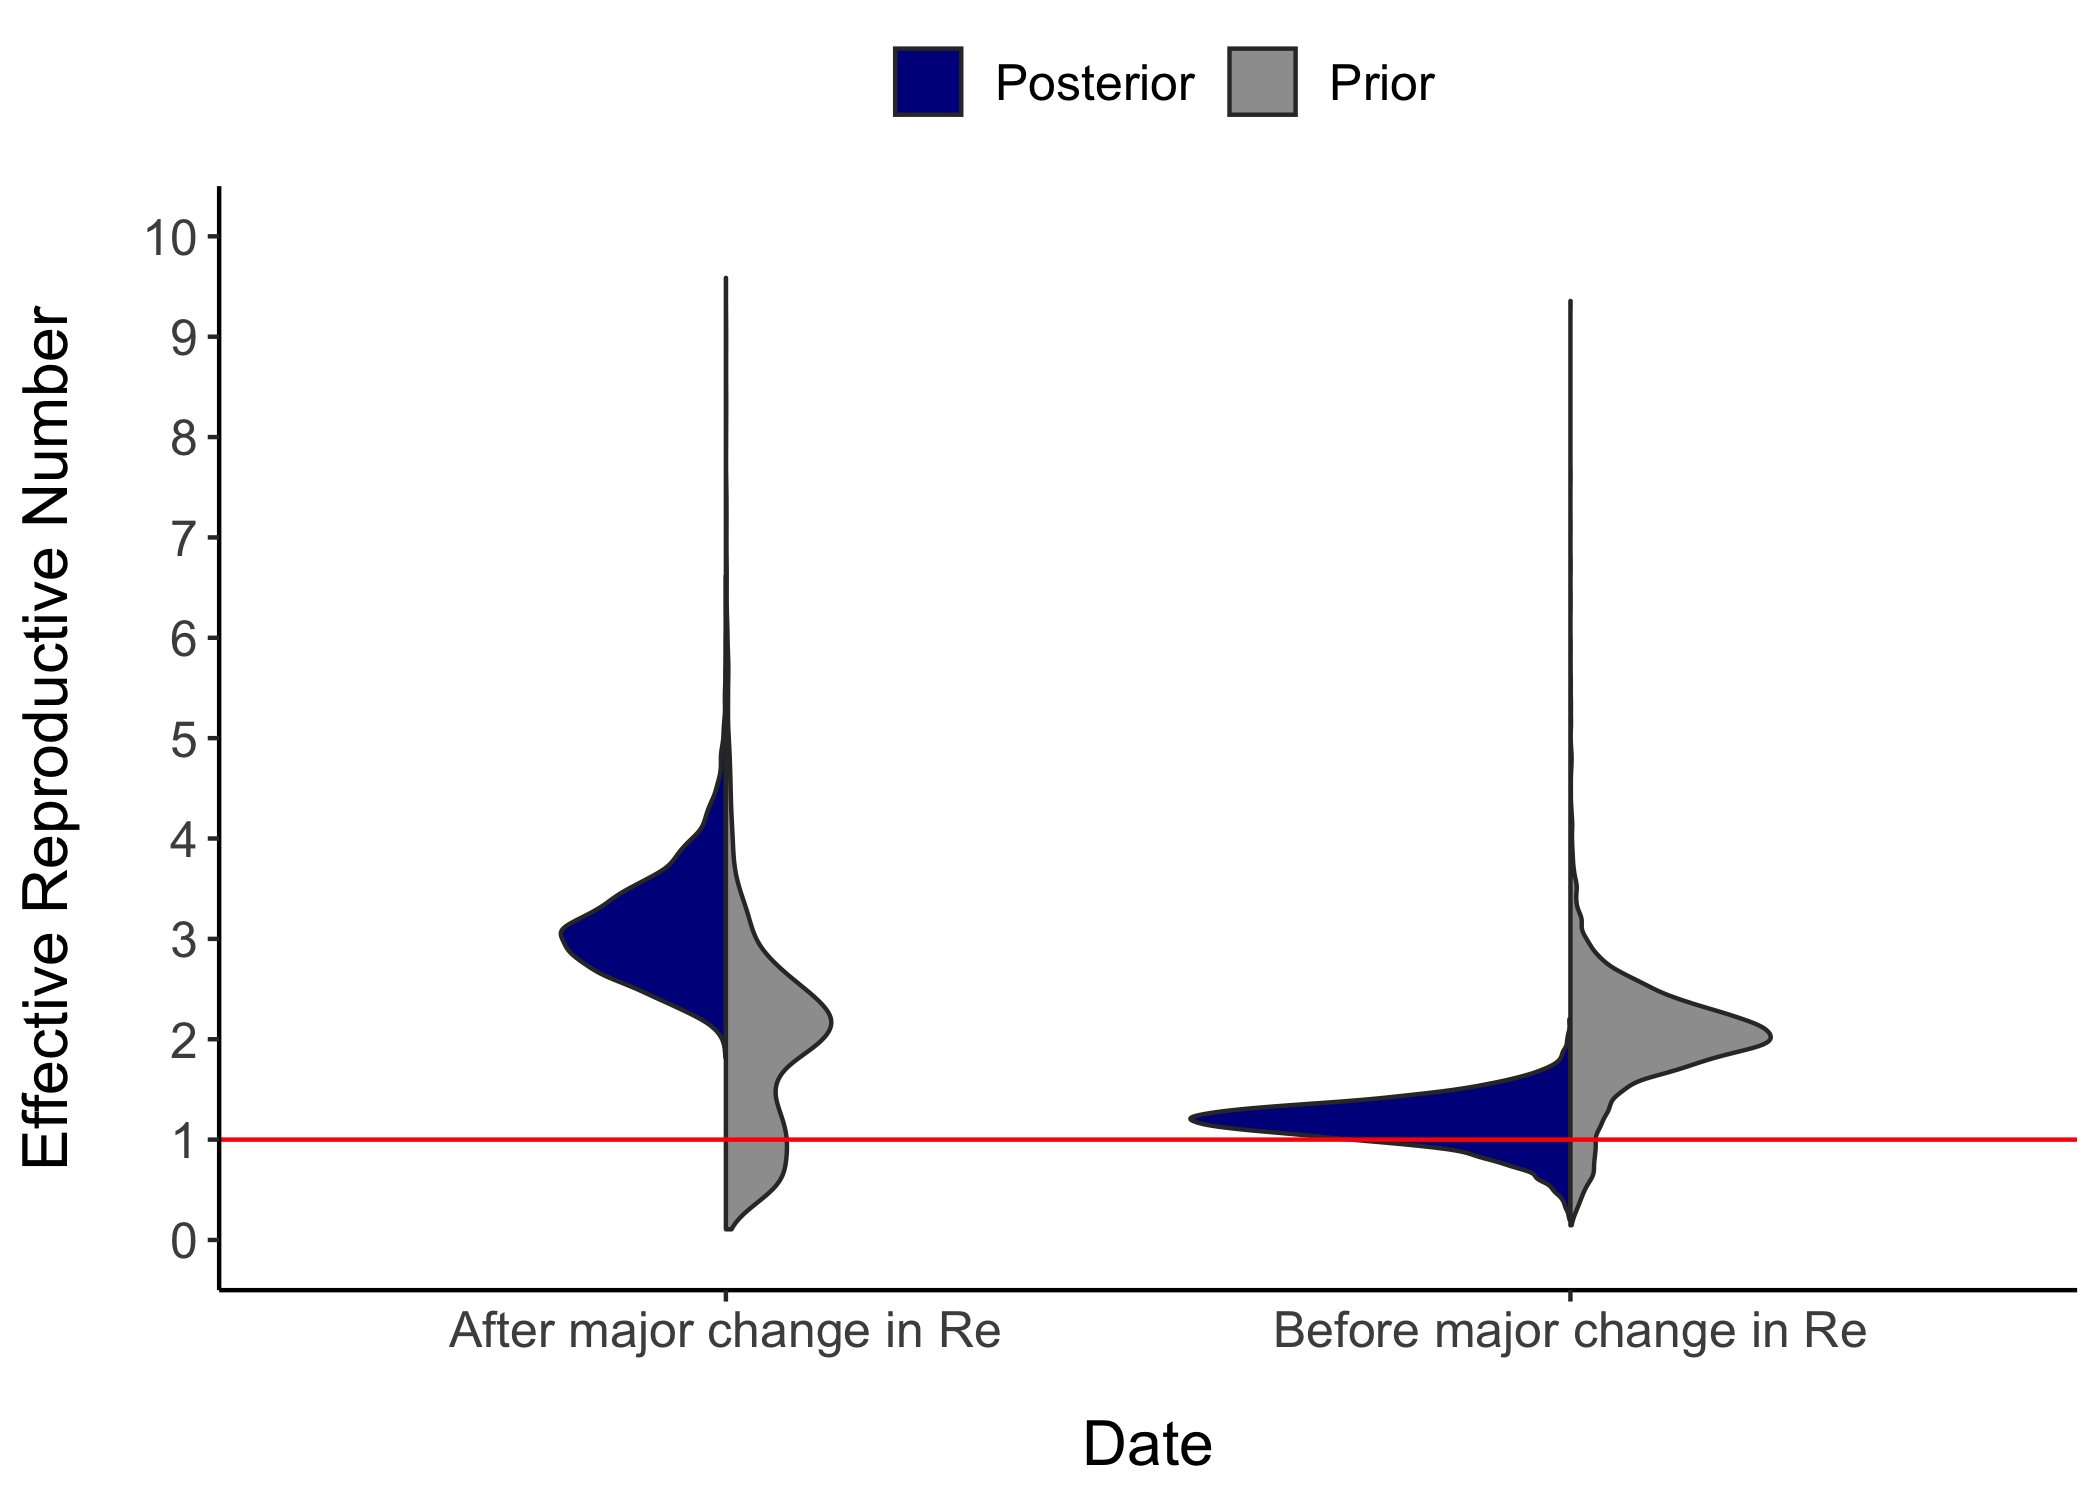 Posterior Prior
Effective Reproductive Number
10
9
8
7
6
5
4
3
2
1
0
After major change in Re Before major change in Re
Date